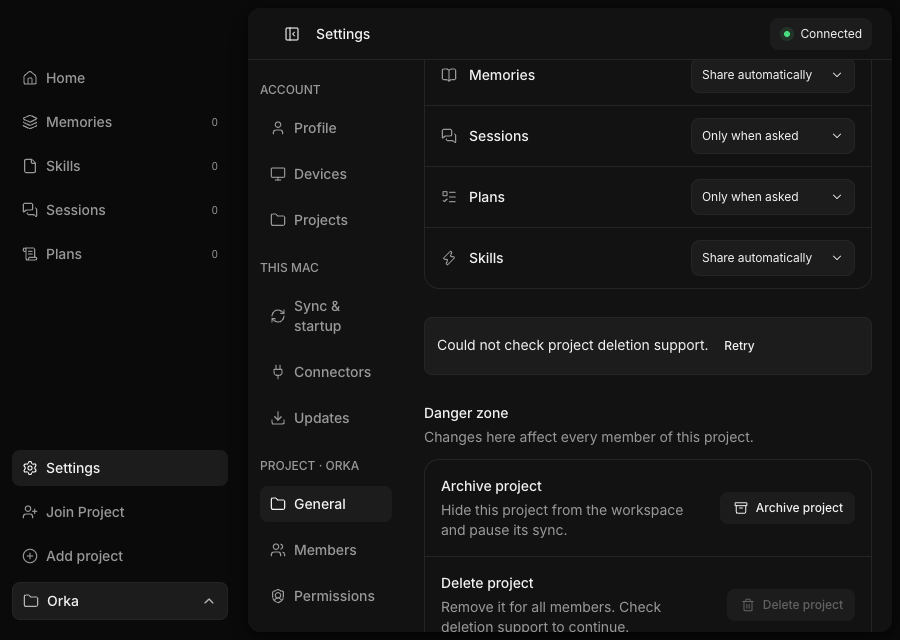 Settings
Connected
Home
Memories 0
Skills 0
Sessions 0
Plans 0
Settings
Join Project
Add project
Orka
ACCOUNT
Profile
Devices
Projects
THIS MAC
Sync &
startup
Connectors
Updates
PROJECT · ORKA
General
Members
Permissions
Memories Share automatically
Sessions Only when asked
Plans Only when asked
Skills Share automatically
Could not check project deletion support. Retry
Danger zone
Changes here affect every member of this project.
Archive project
Hide this project from the workspace
and pause its sync.
Archive project
Delete project
Remove it for all members. Check
deletion support to continue.
Delete project